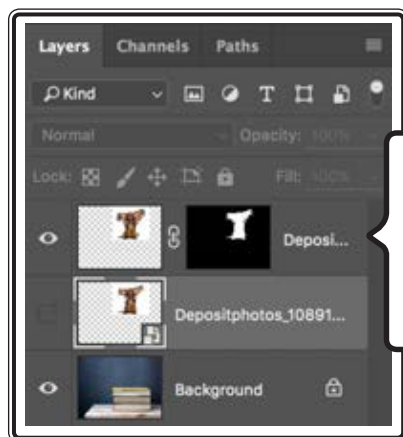 Layers Channels Paths
Kind T
Normal Opacity: 100%
Lock: Fill: 100%
Deposi...
Depositphotos_10891...
Background